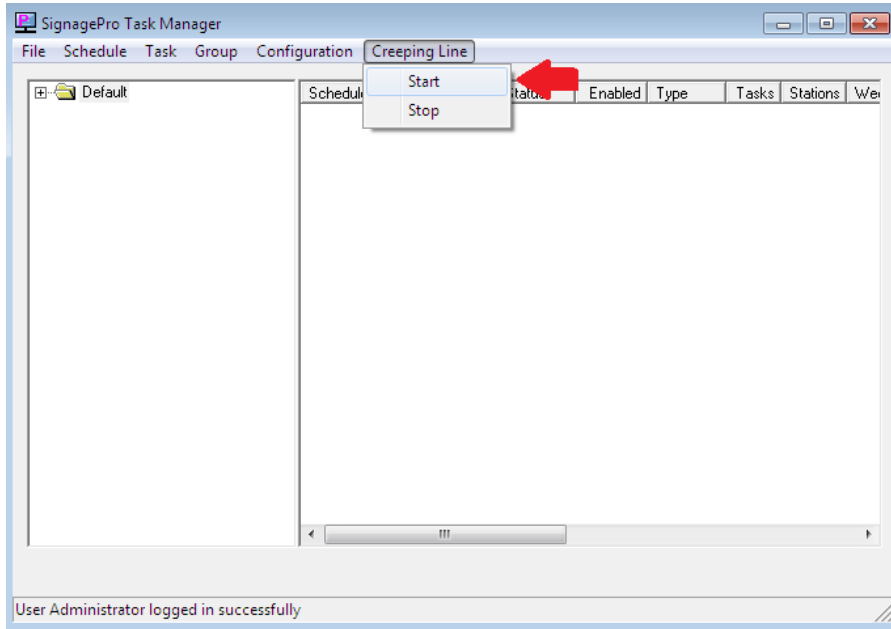 SignagePro Task Manager
File Schedule Task Group Configuration Creeping Line
Start
Stop
Default
Enabled Type Tasks Stations
User Administrator logged in successfully